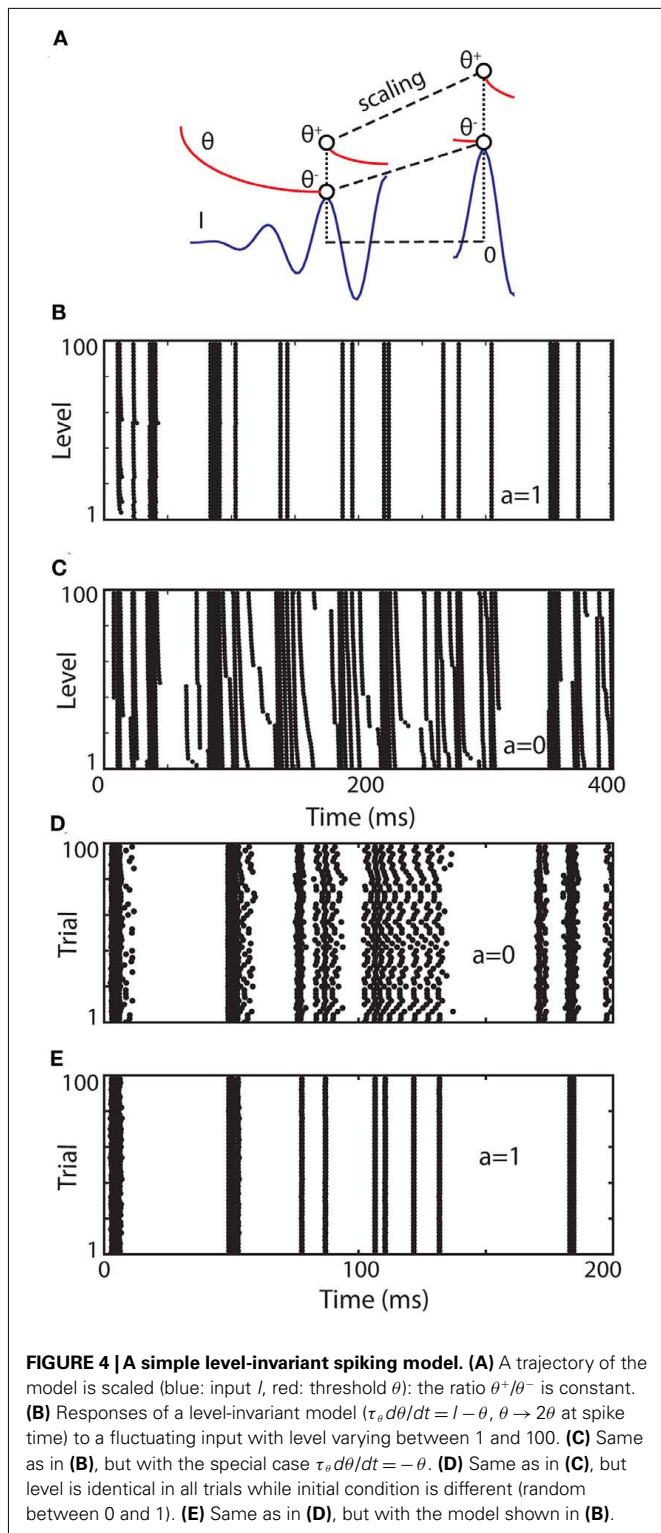 A
θ
I
θ+
θ-
scaling
θ+
θ-
0
B
100
Level
1
a=1
C
100
Level
1
a=0
0 200 400
Time (ms)
D
100
Trial
1
a=0
E
100
Trial
1
a=1
0 100 200
Time (ms)
FIGURE 4 | A simple level-invariant spiking model. (A) A trajectory of the
model is scaled (blue: input I, red: threshold θ): the ratio θ⁺/θ⁻ is constant.
(B) Responses of a level-invariant model (τθ dθ/dt = I − θ, θ → 2θ at spike
time) to a fluctuating input with level varying between 1 and 100. (C) Same
as in (B), but with the special case τθ dθ/dt = −θ. (D) Same as in (C), but
level is identical in all trials while initial condition is different (random
between 0 and 1). (E) Same as in (D), but with the model shown in (B).